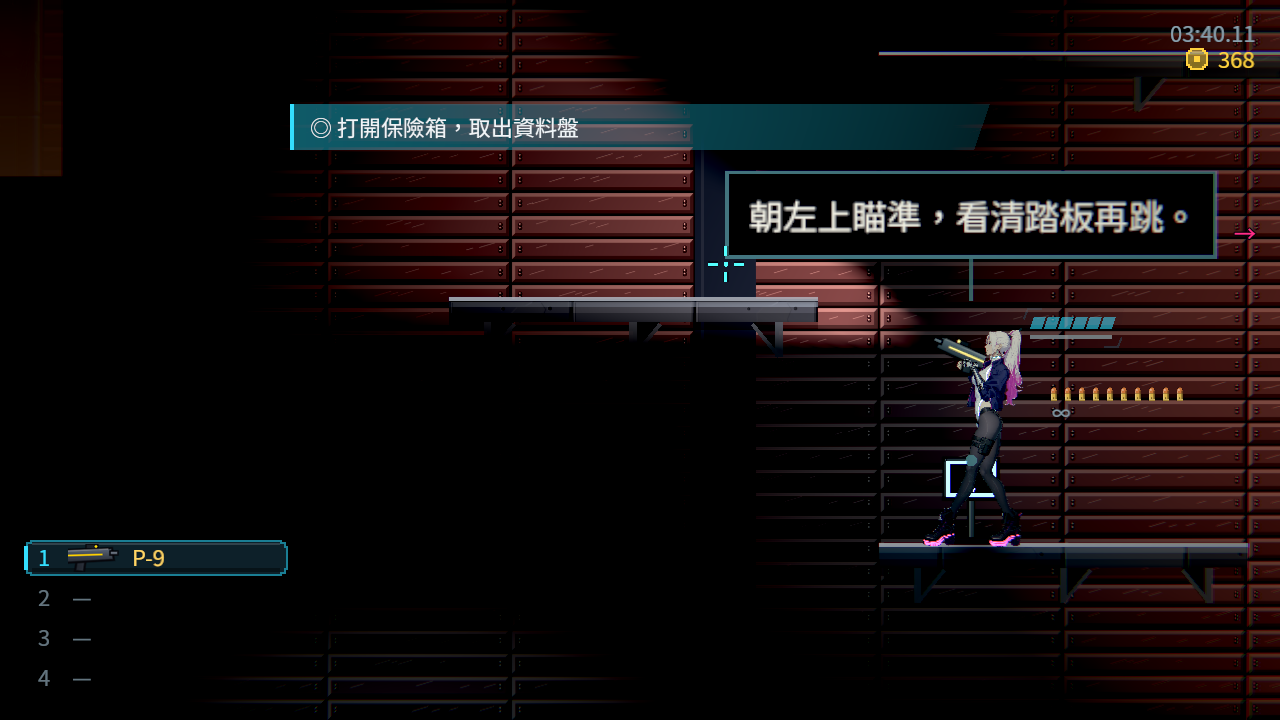 03:40.11
368
◎ 打開保險箱，取出資料盤
朝左上瞄準，看清踏板再跳。
→
∞
1 P-9
2 —
3 —
4 —